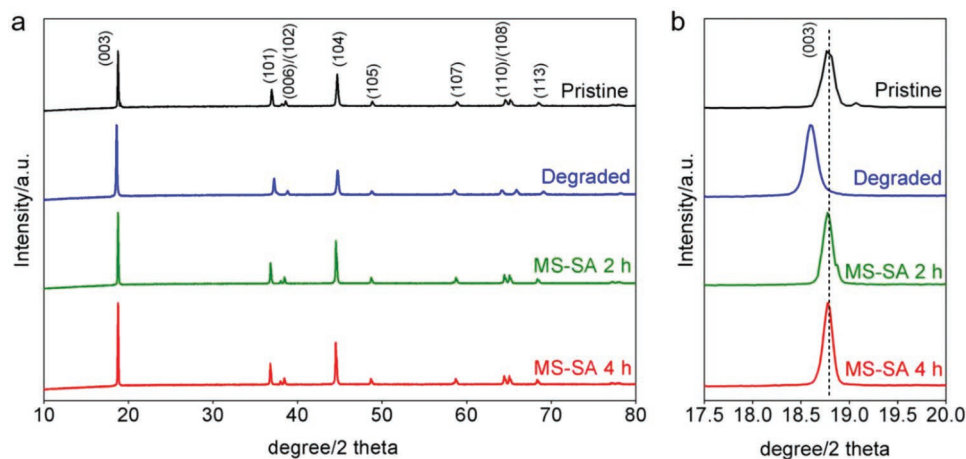 a
(003)
(101)
(006)/(102)
(104)
(105)
(107)
(110)/(108)
(113)
Pristine
Degraded
MS-SA 2 h
MS-SA 4 h
Intensity/a.u.
10 20 30 40 50 60 70 80
degree/2 theta
b
(003)
Pristine
Degraded
MS-SA 2 h
MS-SA 4 h
Intensity/a.u.
17.5 18.0 18.5 19.0 19.5 20.0
degree/2 theta